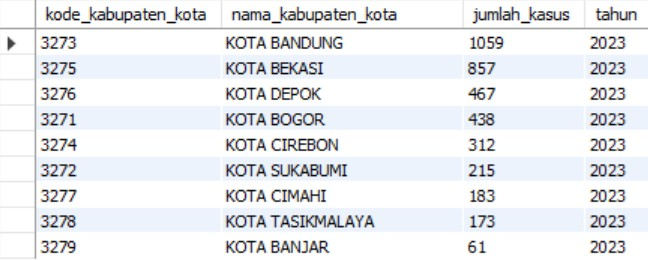 kode_kabupaten_kota nama_kabupaten_kota jumlah_kasus tahun
3273 KOTA BANDUNG 1059 2023
3275 KOTA BEKASI 857 2023
3276 KOTA DEPOK 467 2023
3271 KOTA BOGOR 438 2023
3274 KOTA CIREBON 312 2023
3272 KOTA SUKABUMI 215 2023
3277 KOTA CIMAHI 183 2023
3278 KOTA TASIKMALAYA 173 2023
3279 KOTA BANJAR 61 2023